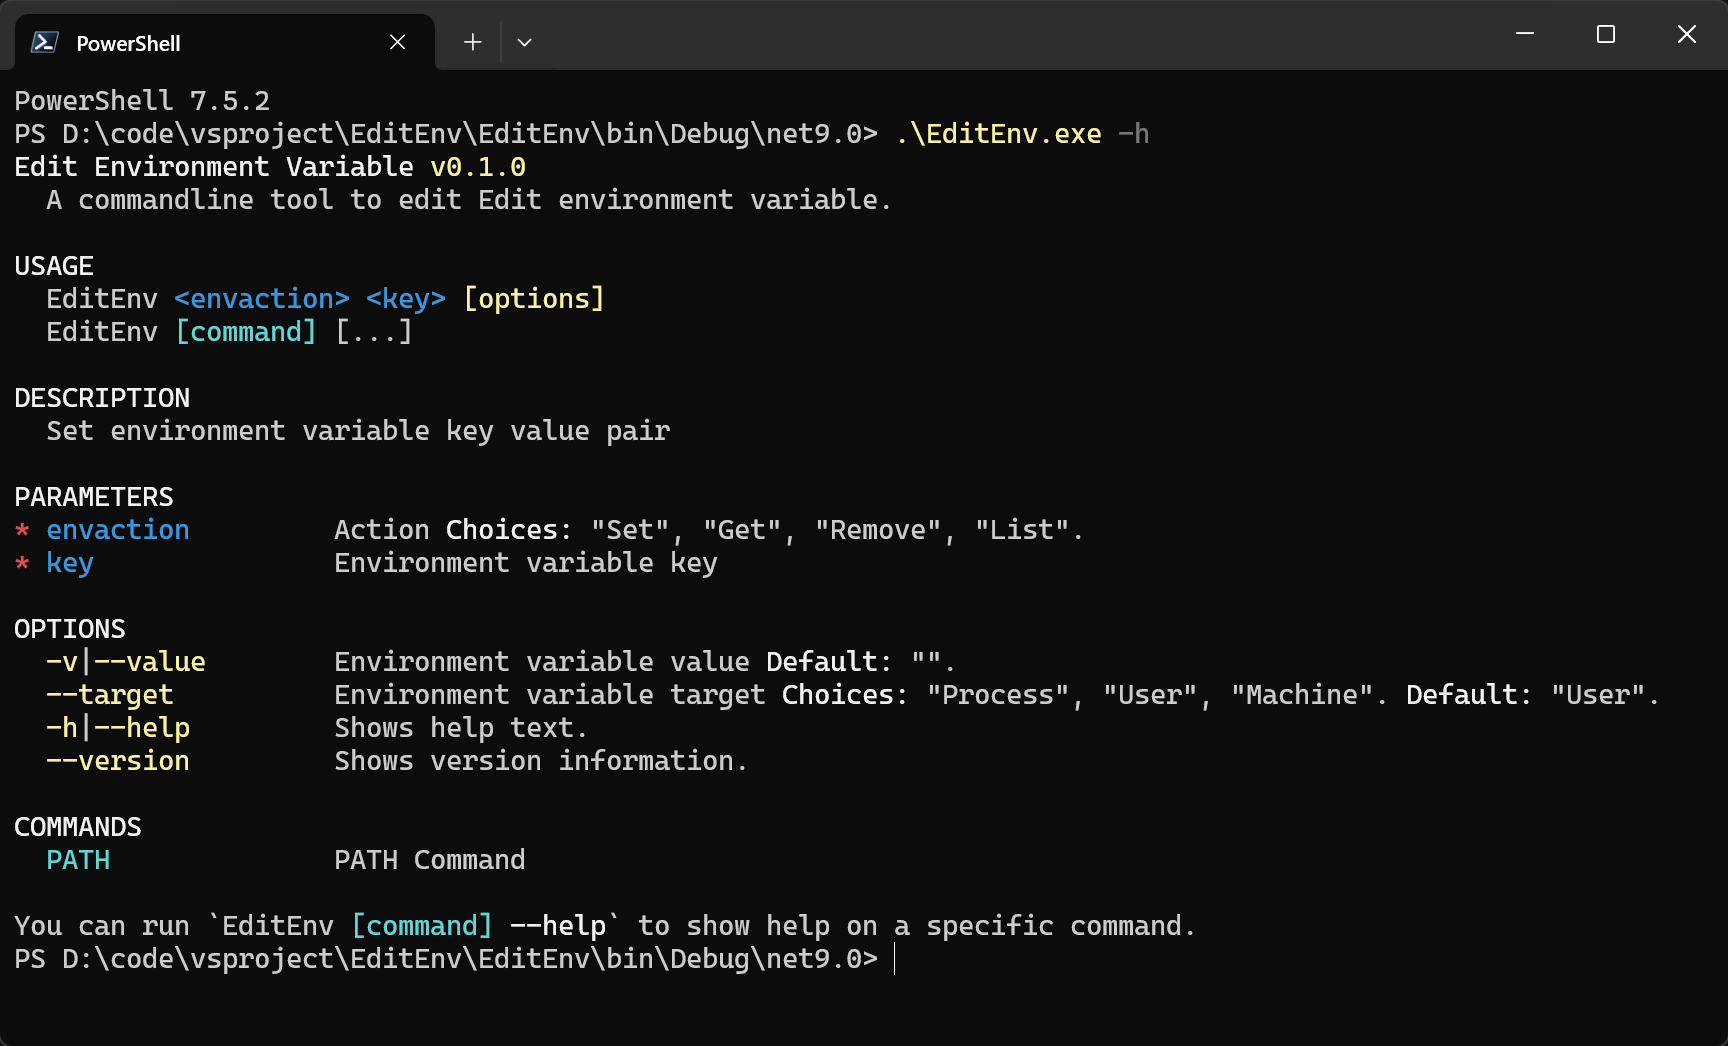 PowerShell
PowerShell 7.5.2
PS D:\code\vsproject\EditEnv\EditEnv\bin\Debug\net9.0> .\EditEnv.exe -h
Edit Environment Variable v0.1.0
  A commandline tool to edit Edit environment variable.

USAGE
  EditEnv <envaction> <key> [options]
  EditEnv [command] [...]

DESCRIPTION
  Set environment variable key value pair

PARAMETERS
* envaction         Action Choices: "Set", "Get", "Remove", "List".
* key               Environment variable key

OPTIONS
  -v|--value        Environment variable value Default: "".
  --target          Environment variable target Choices: "Process", "User", "Machine". Default: "User".
  -h|--help         Shows help text.
  --version         Shows version information.

COMMANDS
  PATH              PATH Command

You can run `EditEnv [command] --help` to show help on a specific command.
PS D:\code\vsproject\EditEnv\EditEnv\bin\Debug\net9.0>